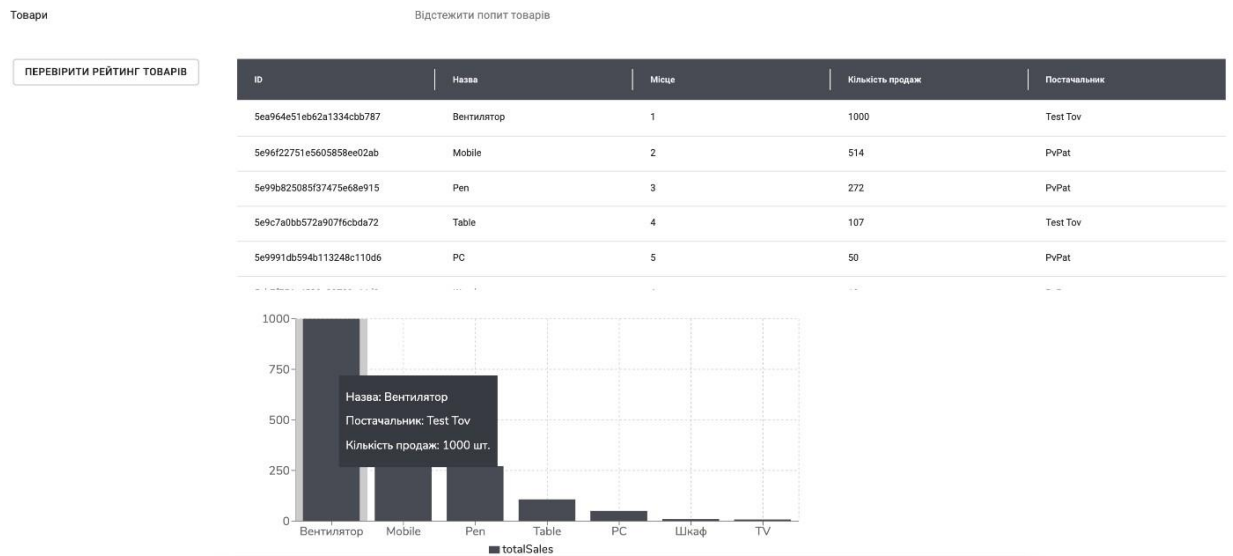 Товари Відстежити попит товарів
ПЕРЕВІРИТИ РЕЙТИНГ ТОВАРІВ
ID Назва Місце Кількість продаж Постачальник
5ea964e51eb62a1334cbb787 Вентилятор 1 1000 Test Tov
5e96f22751e5605858ee02ab Mobile 2 514 PvPat
5e99b825085f37475e68e915 Pen 3 272 PvPat
5e9c7a0bb572a907f6cbda72 Table 4 107 Test Tov
5e9991db594b113248c110d6 PC 5 50 PvPat
1000
750
Назва: Вентилятор
500
Постачальник: Test Tov
Кількість продаж: 1000 шт.
250
0
Вентилятор Mobile Pen Table PC Шкаф TV
totalSales